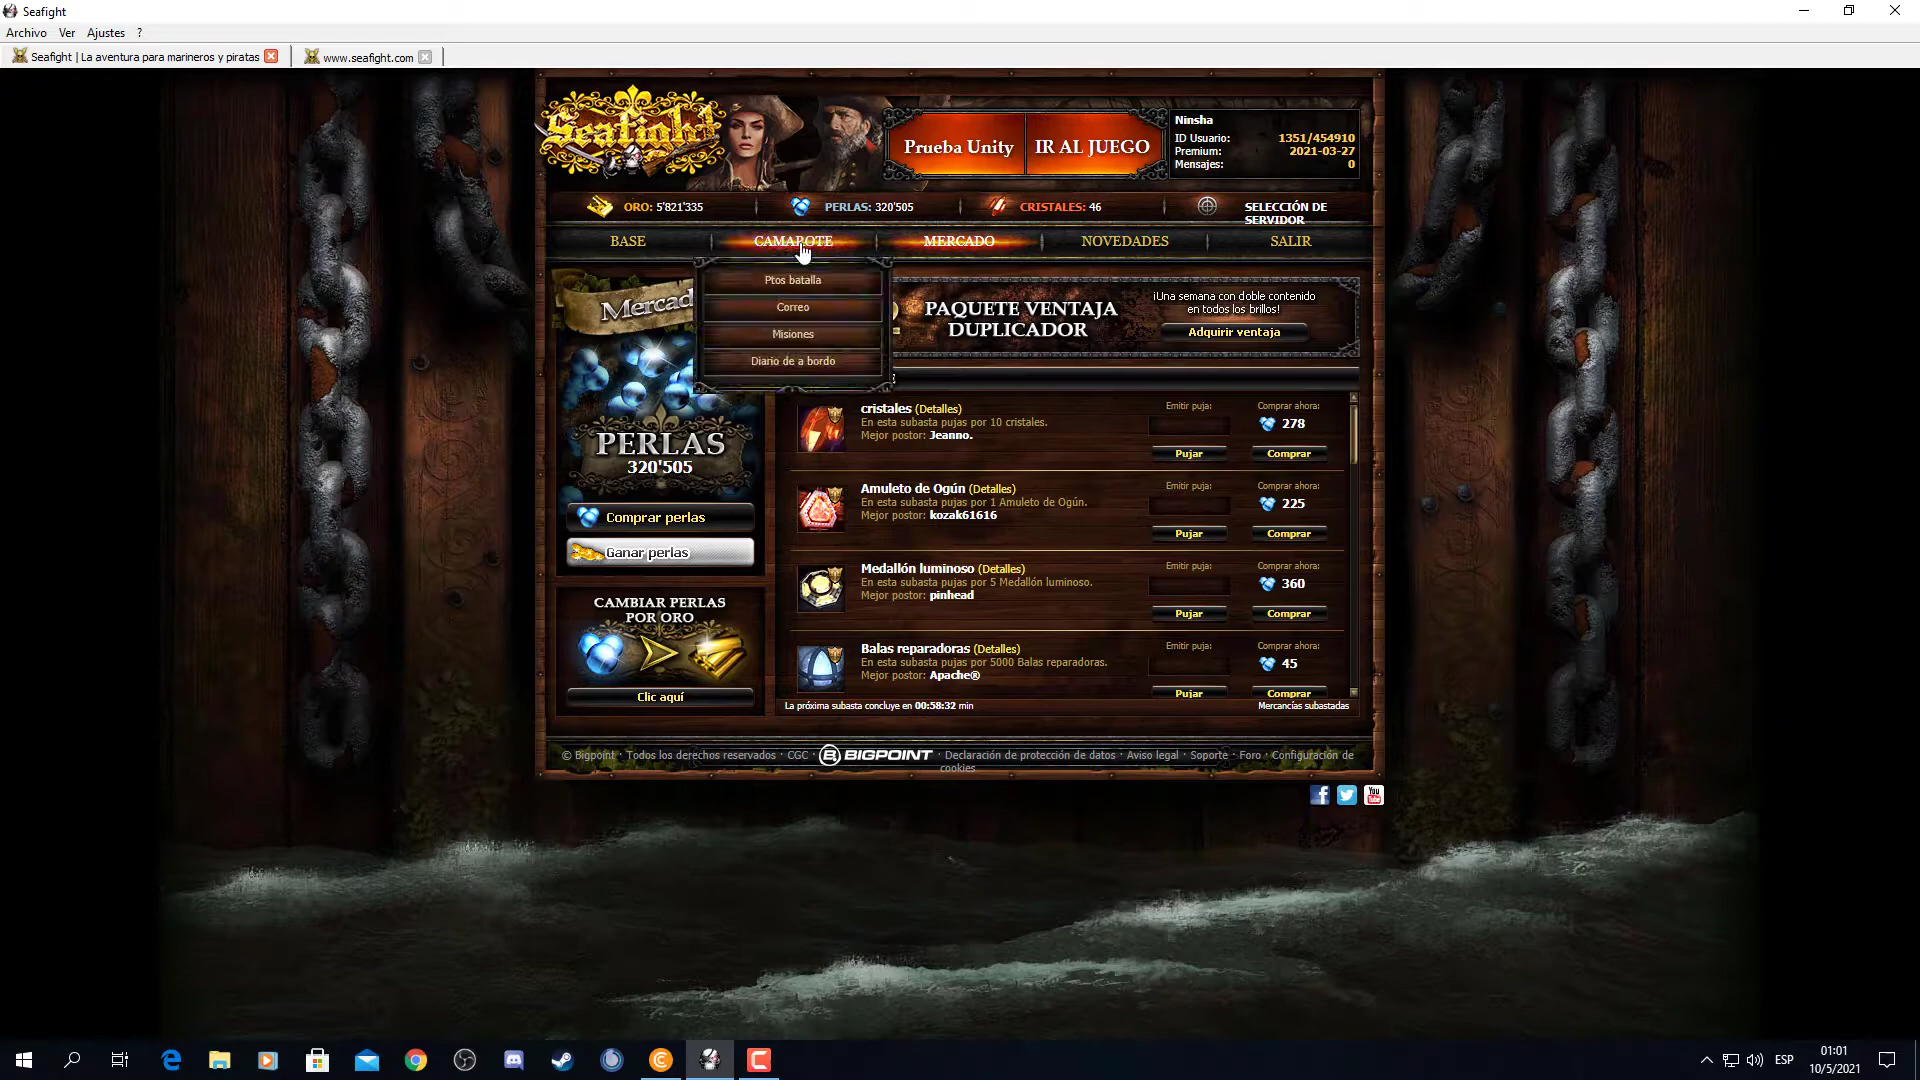 Seafight
Archivo Ver Ajustes ?
Seafight | La aventura para marineros y piratas
www.seafight.com
Seafight
Prueba Unity
IR AL JUEGO
Ninsha
ID Usuario: 1351/454910
Premium: 2021-03-27
Mensajes: 0
ORO: 5'821'335
PERLAS: 320'505
CRISTALES: 46
SELECCIÓN DE
SERVIDOR
BASE
CAMAROTE
MERCADO
NOVEDADES
SALIR
Ptos batalla
Correo
Misiones
Diario de a bordo
Mercad
PAQUETE VENTAJA
DUPLICADOR
¡Una semana con doble contenido
en todos los brillos!
Adquirir ventaja
PERLAS
320'505
Comprar perlas
Ganar perlas
CAMBIAR PERLAS
POR ORO
Clic aquí
cristales (Detalles)
En esta subasta pujas por 10 cristales.
Mejor postor: Jeanno.
Emitir puja:
Pujar
Comprar ahora:
278
Comprar
Amuleto de Ogún (Detalles)
En esta subasta pujas por 1 Amuleto de Ogún.
Mejor postor: kozak61616
Emitir puja:
Pujar
Comprar ahora:
225
Comprar
Medallón luminoso (Detalles)
En esta subasta pujas por 5 Medallón luminoso.
Mejor postor: pinhead
Emitir puja:
Pujar
Comprar ahora:
360
Comprar
Balas reparadoras (Detalles)
En esta subasta pujas por 5000 Balas reparadoras.
Mejor postor: Apache®
Emitir puja:
Pujar
Comprar ahora:
45
Comprar
La próxima subasta concluye en 00:58:32 min
Mercancías subastadas
© Bigpoint · Todos los derechos reservados · CGC · BIGPOINT · Declaración de protección de datos · Aviso legal · Soporte · Foro · Configuración de
cookies
You
Tube
ESP
01:01
10/5/2021